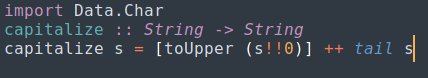 import Data.Char
capitalize :: String -> String
capitalize s = [toUpper (s!!0)] ++ tail s